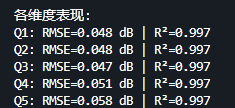 各维度表现:
Q1: RMSE=0.048 dB | R²=0.997
Q2: RMSE=0.048 dB | R²=0.997
Q3: RMSE=0.047 dB | R²=0.997
Q4: RMSE=0.051 dB | R²=0.997
Q5: RMSE=0.058 dB | R²=0.997